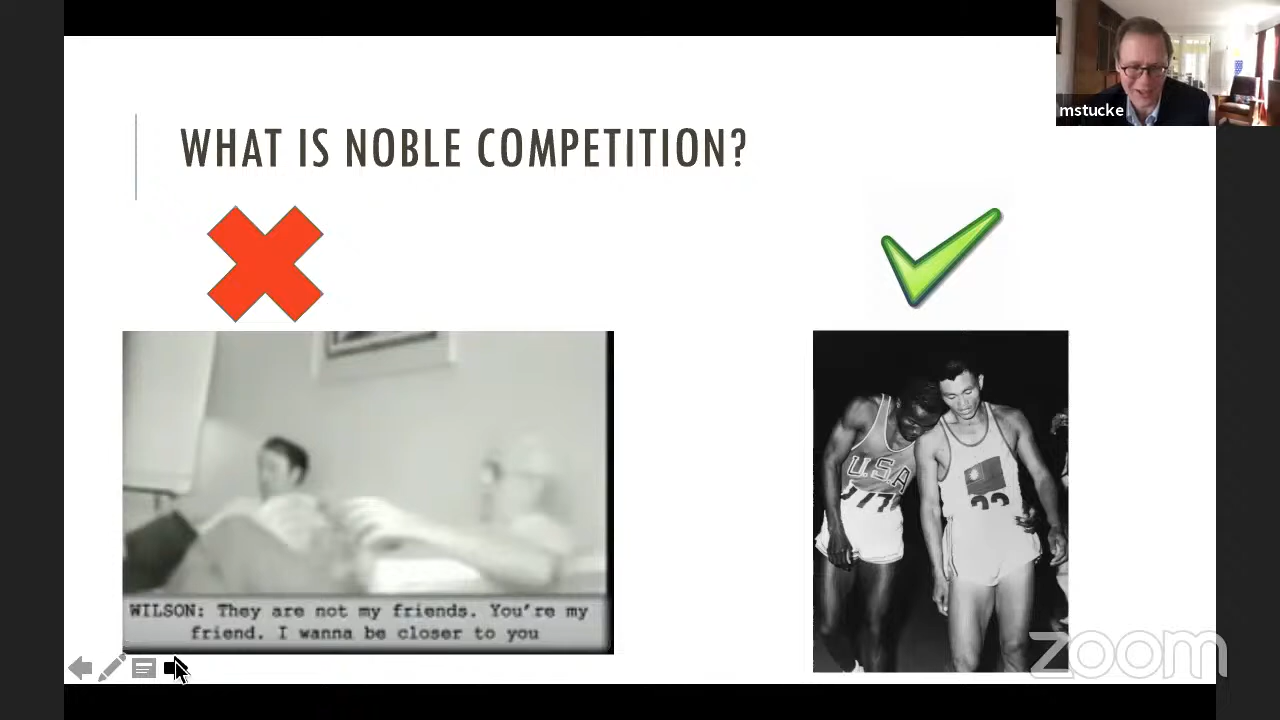 mstucke
WHAT IS NOBLE COMPETITION?
U.S.A
WILSON: They are not my friends. You're my
friend. I wanna be closer to you
zoom